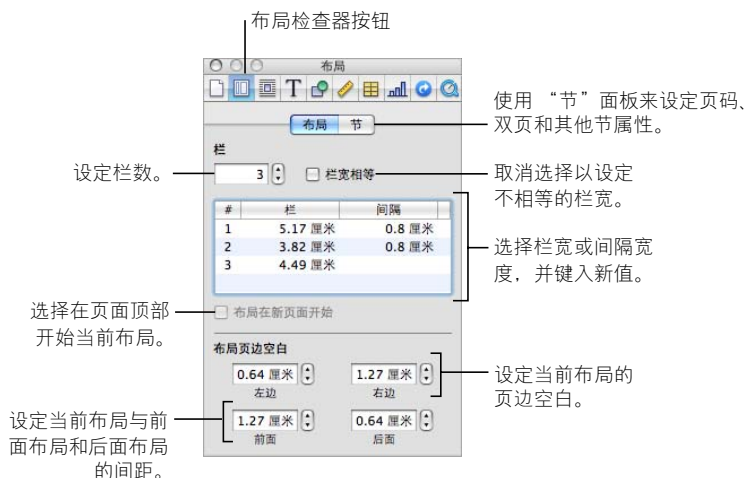 布局检查器按钮
布局
布局 节
使用 “节”面板来设定页码、
双页和其他节属性。
栏
设定栏数。
3
栏宽相等
取消选择以设定
不相等的栏宽。
# 栏 间隔
1 5.17 厘米 0.8 厘米
2 3.82 厘米 0.8 厘米
3 4.49 厘米
选择栏宽或间隔宽
度，并键入新值。
选择在页面顶部
开始当前布局。
布局在新页面开始
布局页边空白
0.64 厘米 1.27 厘米
左边 右边
设定当前布局的
页边空白。
设定当前布局与前
面布局和后面布局
的间距。
1.27 厘米 0.64 厘米
前面 后面